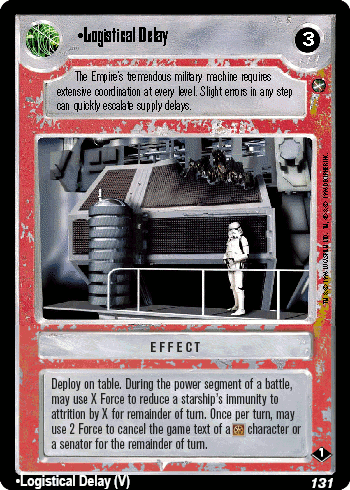 •Logistical Delay
3
The Empire's tremendous military machine requires
extensive coordination at every level. Slight errors in any step
can quickly escalate supply delays.
EFFECT
Deploy on table. During the power segment of a battle,
may use X Force to reduce a starship's immunity to
attrition by X for remainder of turn. Once per turn, may
use 2 Force to cancel the game text of a character or
a senator for the remainder of turn.
1
•Logistical Delay (V)
131